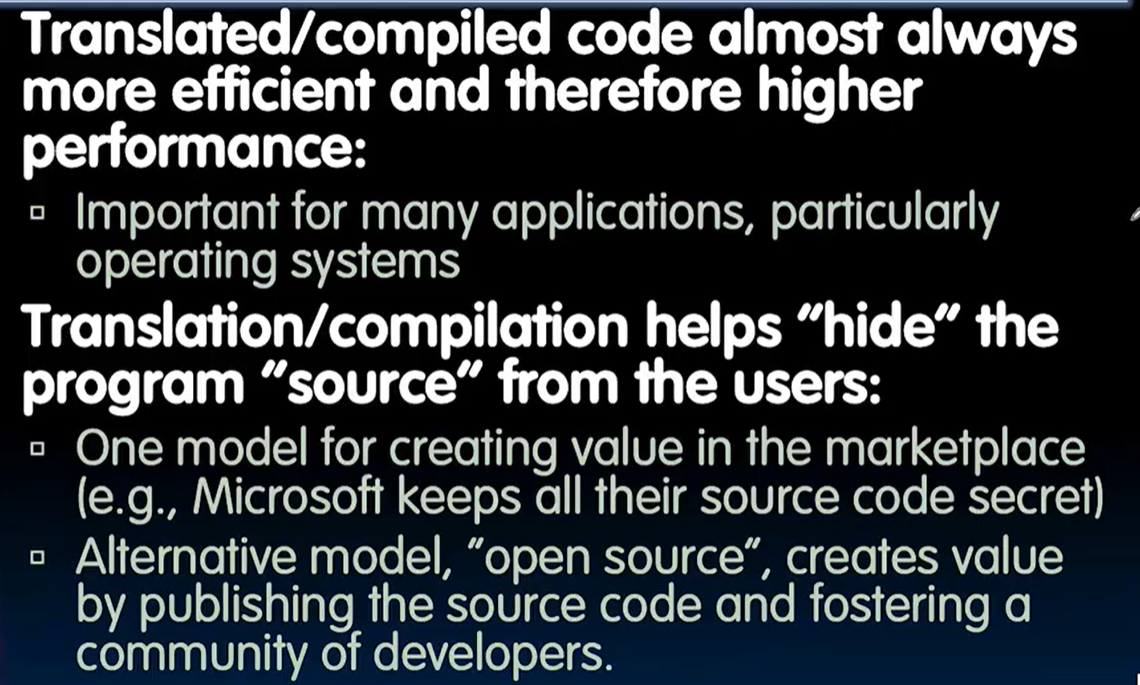 Translated/compiled code almost always
more efficient and therefore higher
performance:
Important for many applications, particularly
operating systems
Translation/compilation helps “hide” the
program “source” from the users:
One model for creating value in the marketplace
(e.g., Microsoft keeps all their source code secret)
Alternative model, “open source”, creates value
by publishing the source code and fostering a
community of developers.